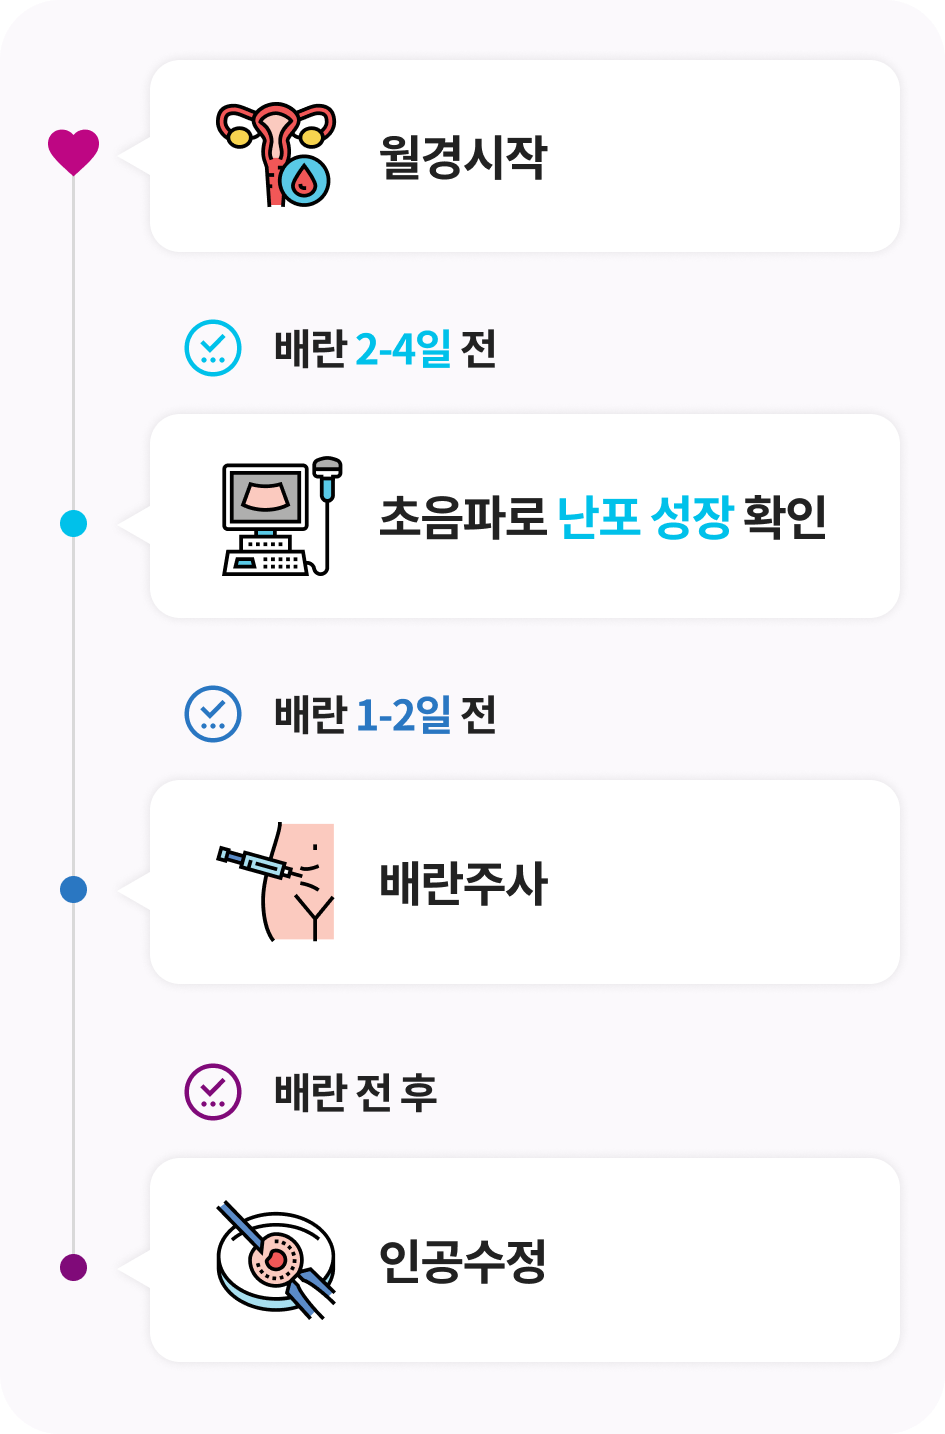 월경시작
배란 2-4일 전
초음파로 난포 성장 확인
배란 1-2일 전
배란주사
배란 전 후
인공수정